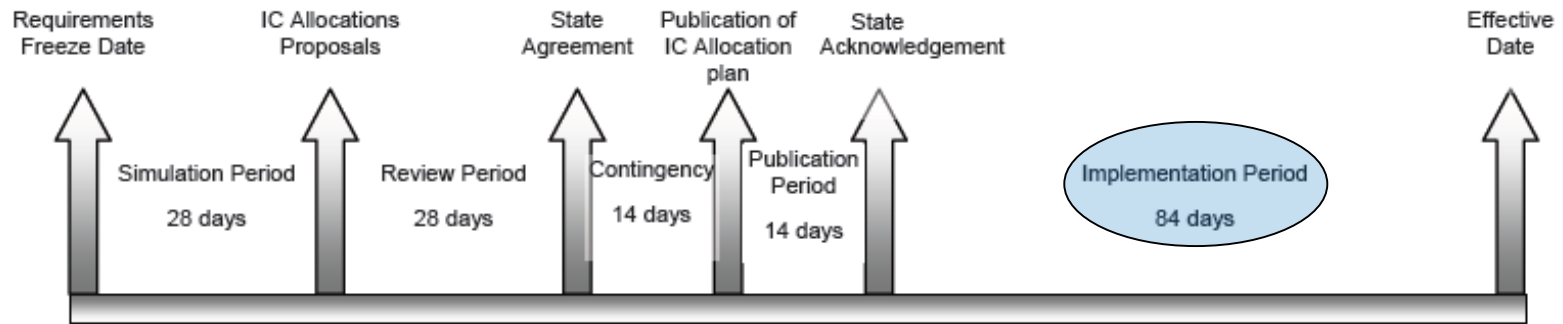 Requirements
Freeze Date
IC Allocations
Proposals
State
Agreement
Publication of
IC Allocation
plan
State
Acknowledgement
Effective
Date
Simulation Period
28 days
Review Period
28 days
Contingency
14 days
Publication
Period
14 days
Implementation Period
84 days